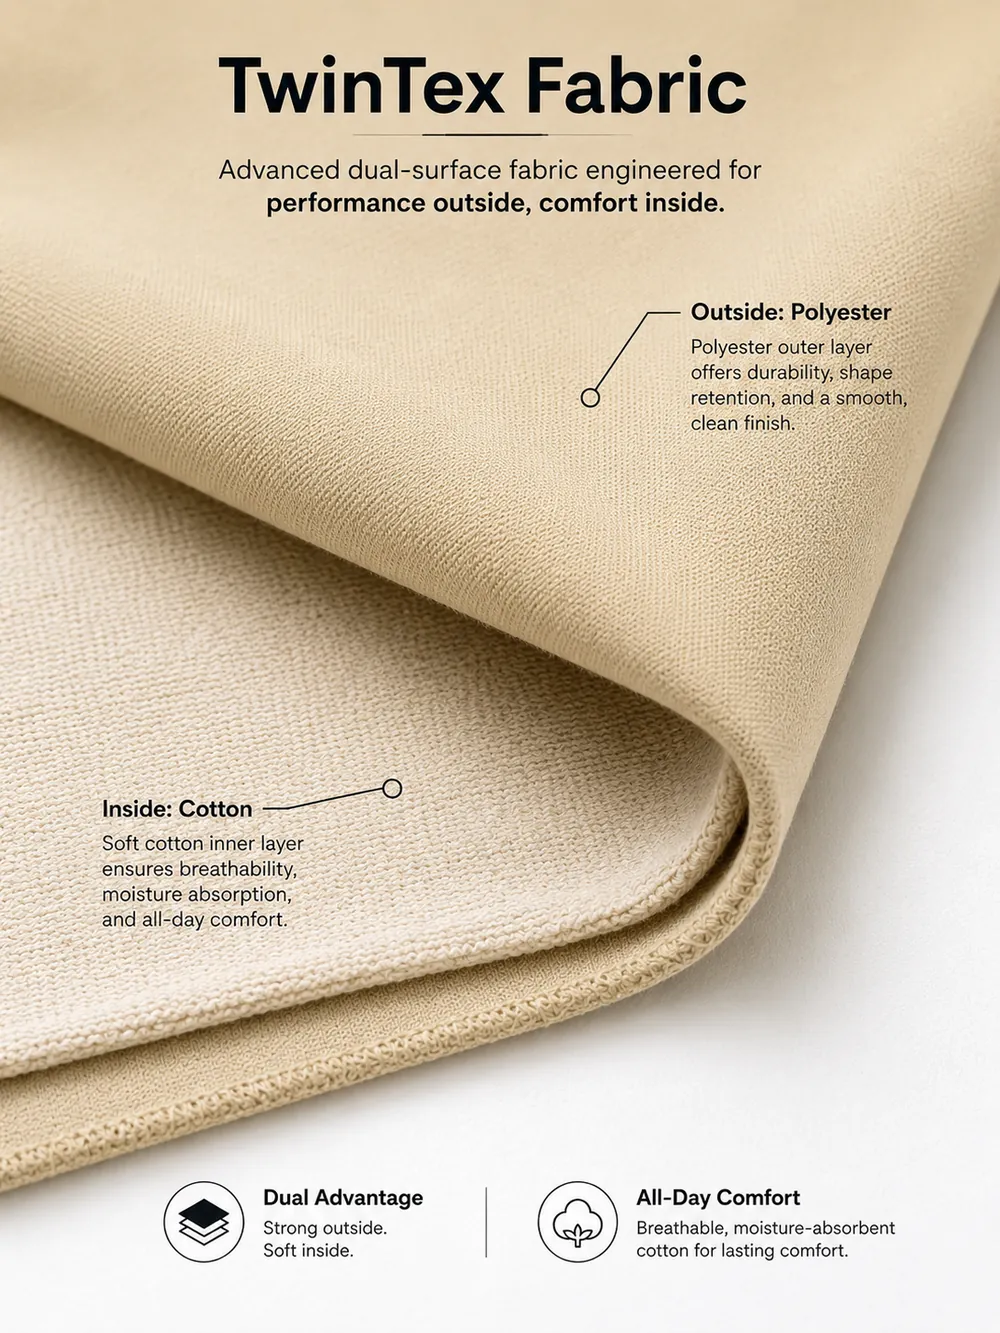 TwinTex Fabric
Advanced dual-surface fabric engineered for
performance outside, comfort inside.
Outside: Polyester
Polyester outer layer
offers durability, shape
retention, and a smooth,
clean finish.
Inside: Cotton
Soft cotton inner layer
ensures breathability,
moisture absorption,
and all-day comfort.
Dual Advantage
Strong outside.
Soft inside.
All-Day Comfort
Breathable, moisture-absorbent
cotton for lasting comfort.